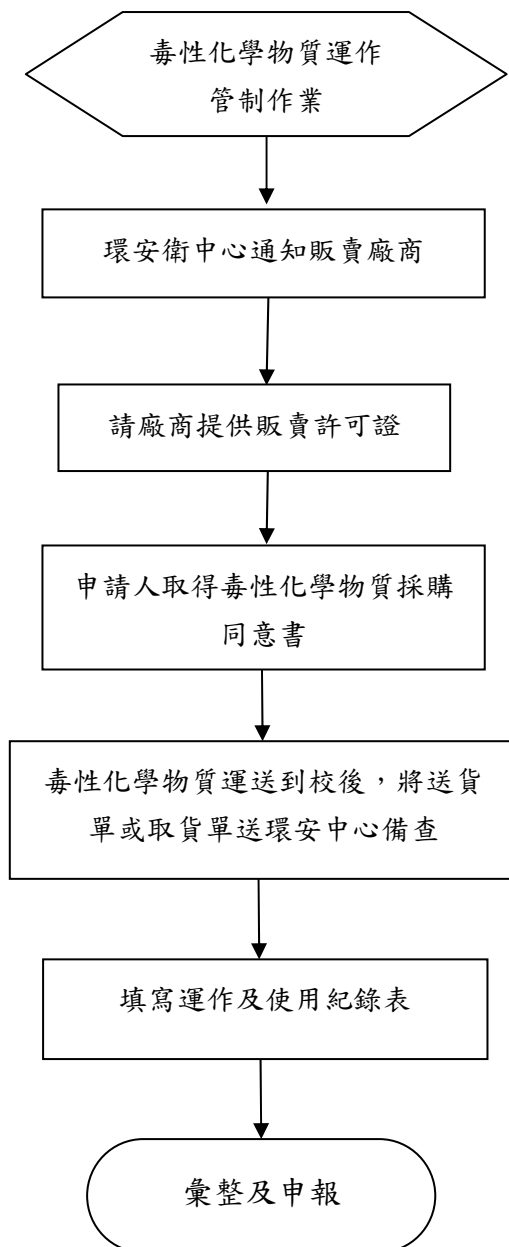 毒性化學物質運作
管制作業
環安衛中心通知販賣廠商
請廠商提供販賣許可證
申請人取得毒性化學物質採購
同意書
毒性化學物質運送到校後，將送貨
單或取貨單送環安中心備查
填寫運作及使用紀錄表
彙整及申報